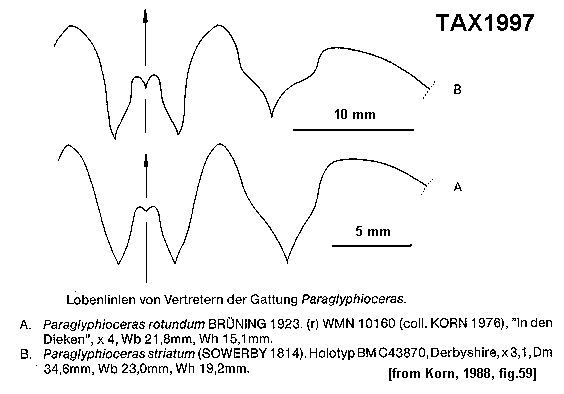 TAX1997
B
10 mm
A
5 mm
Lobenlinien von Vertretern der Gattung Paraglyphioceras.
A. Paraglyphioceras rotundum BRÜNING 1923. (r) WMN 10160 (coll. KORN 1976), "In den
Dieken", x 4, Wb 21,8mm, Wh 15,1mm.
B. Paraglyphioceras striatum (SOWERBY 1814). Holotyp BM C43870, Derbyshire, x 3,1, Dm
34,6mm, Wb 23,0mm, Wh 19,2mm.
[from Korn, 1988, fig.59]